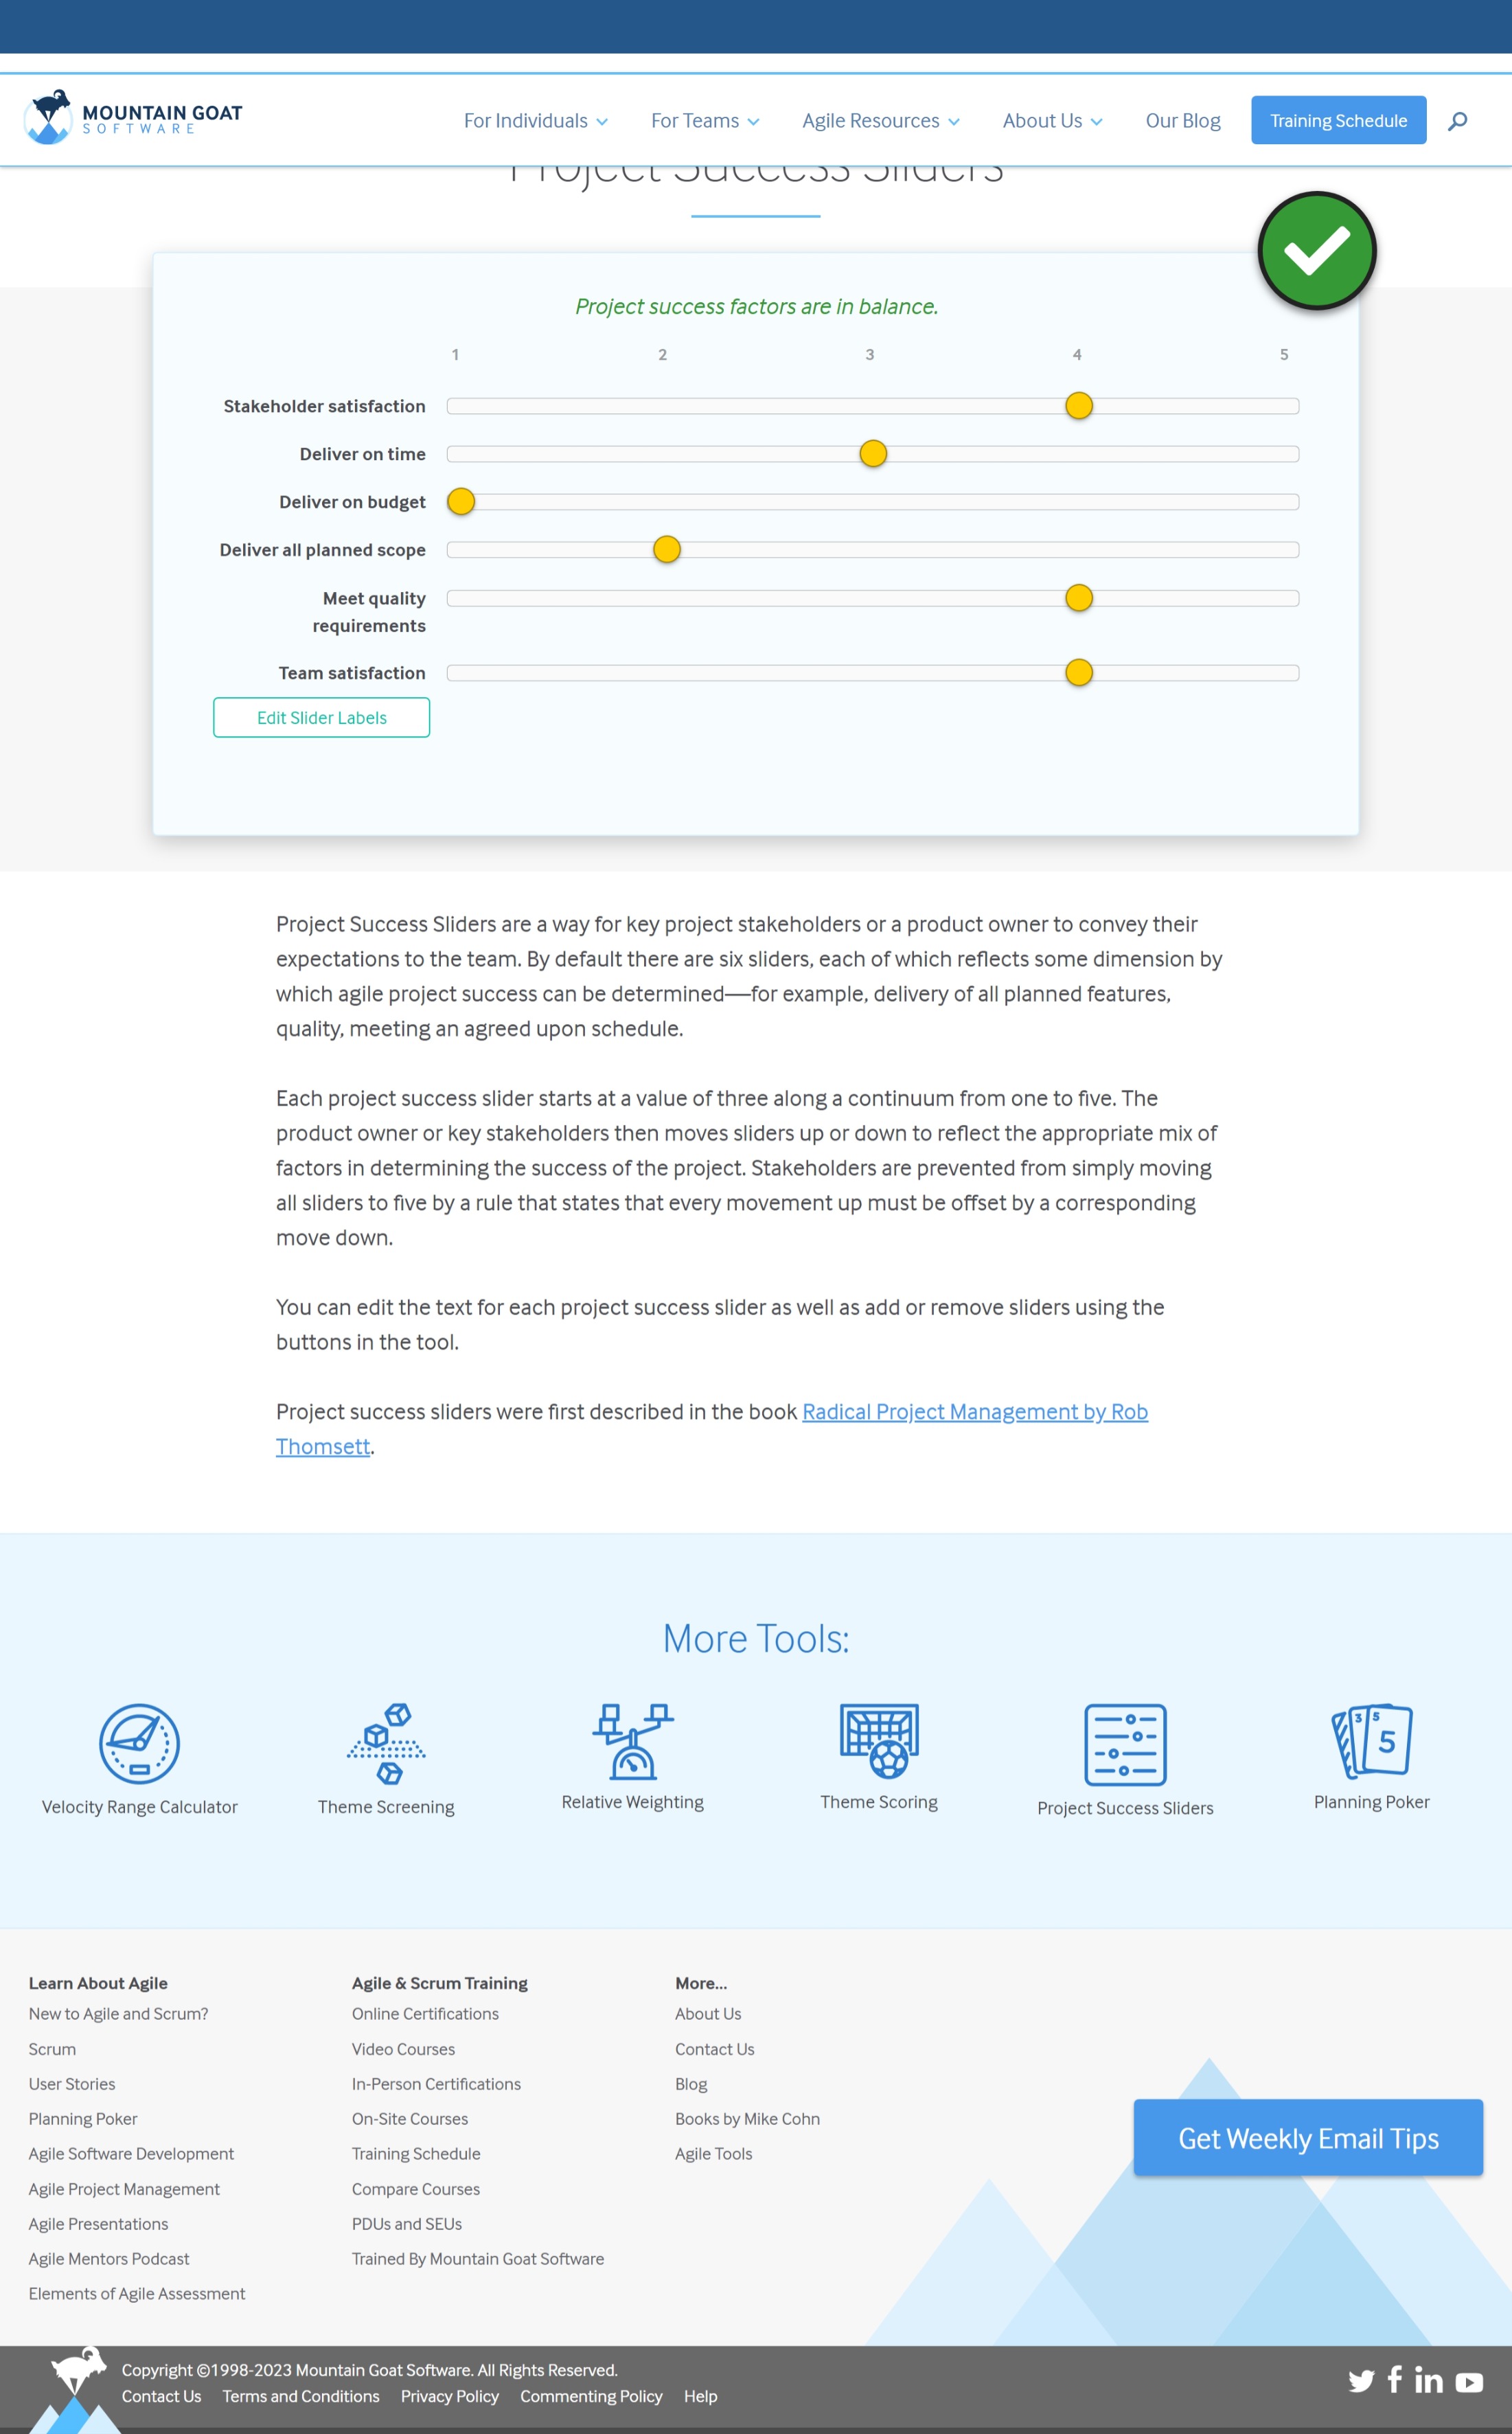 MOUNTAIN GOAT
SOFTWARE
For Individuals
For Teams
Agile Resources
About Us
Our Blog
Training Schedule
Project Success Sliders
Project success factors are in balance.
1 2 3 4 5
Stakeholder satisfaction
Deliver on time
Deliver on budget
Deliver all planned scope
Meet quality
requirements
Team satisfaction
Edit Slider Labels
Project Success Sliders are a way for key project stakeholders or a product owner to convey their
expectations to the team. By default there are six sliders, each of which reflects some dimension by
which agile project success can be determined—for example, delivery of all planned features,
quality, meeting an agreed upon schedule.
Each project success slider starts at a value of three along a continuum from one to five. The
product owner or key stakeholders then moves sliders up or down to reflect the appropriate mix of
factors in determining the success of the project. Stakeholders are prevented from simply moving
all sliders to five by a rule that states that every movement up must be offset by a corresponding
move down.
You can edit the text for each project success slider as well as add or remove sliders using the
buttons in the tool.
Project success sliders were first described in the book Radical Project Management by Rob
Thomsett.
More Tools:
3 5
5
Velocity Range Calculator
Theme Screening
Relative Weighting
Theme Scoring
Project Success Sliders
Planning Poker
Learn About Agile
New to Agile and Scrum?
Scrum
User Stories
Planning Poker
Agile Software Development
Agile Project Management
Agile Presentations
Agile Mentors Podcast
Elements of Agile Assessment
Agile & Scrum Training
Online Certifications
Video Courses
In-Person Certifications
On-Site Courses
Training Schedule
Compare Courses
PDUs and SEUs
Trained By Mountain Goat Software
More...
About Us
Contact Us
Blog
Books by Mike Cohn
Agile Tools
Get Weekly Email Tips
Copyright ©1998-2023 Mountain Goat Software. All Rights Reserved.
Contact Us Terms and Conditions Privacy Policy Commenting Policy Help